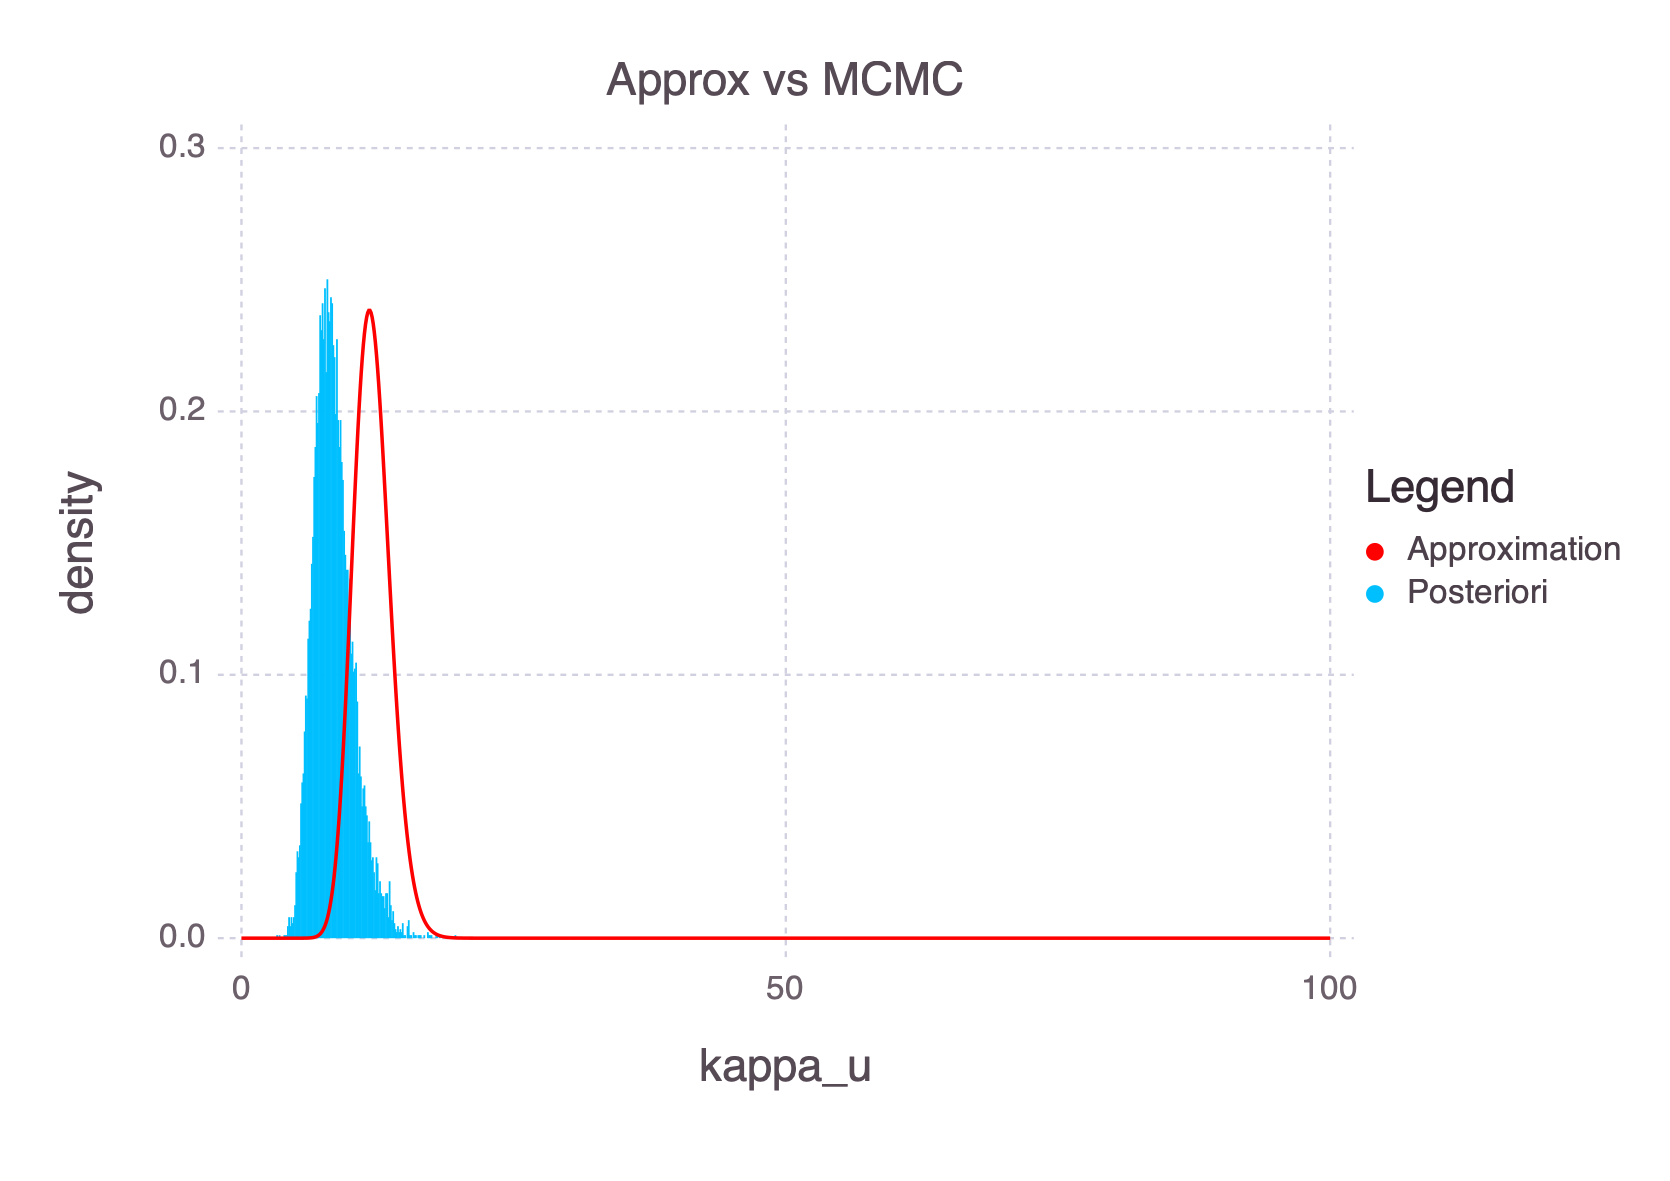 Approx vs MCMC
0.3
0.2
0.1
0.0
density
0
50
100
kappa_u
Legend
Approximation
Posteriori